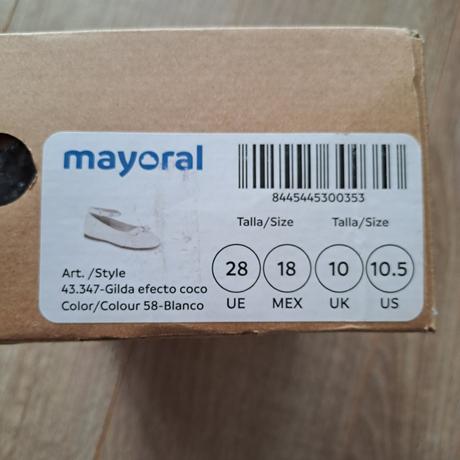 mayoral
8445445300353
Talla/Size Talla/Size
28 18 10 10.5
UE MEX UK US
Art. /Style
43.347-Gilda efecto coco
Color/Colour 58-Blanco